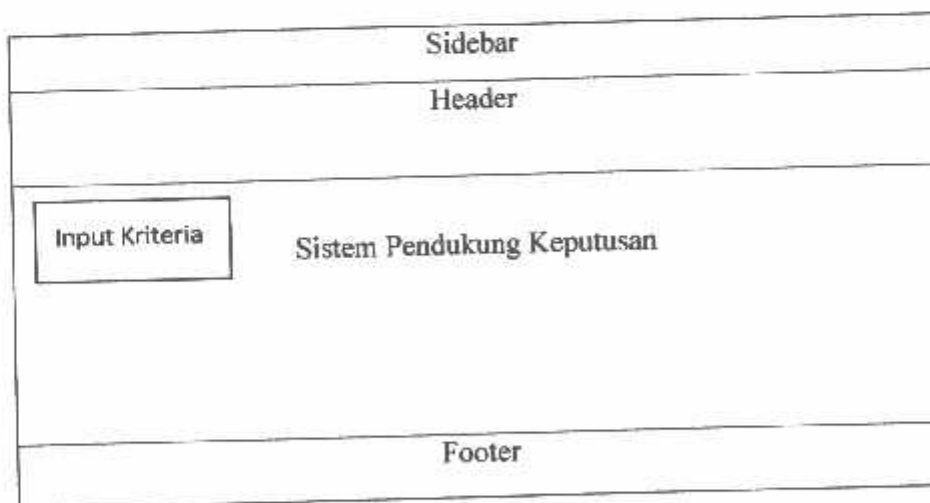 Sidebar
Header
Input Kriteria
Sistem Pendukung Keputusan
Footer